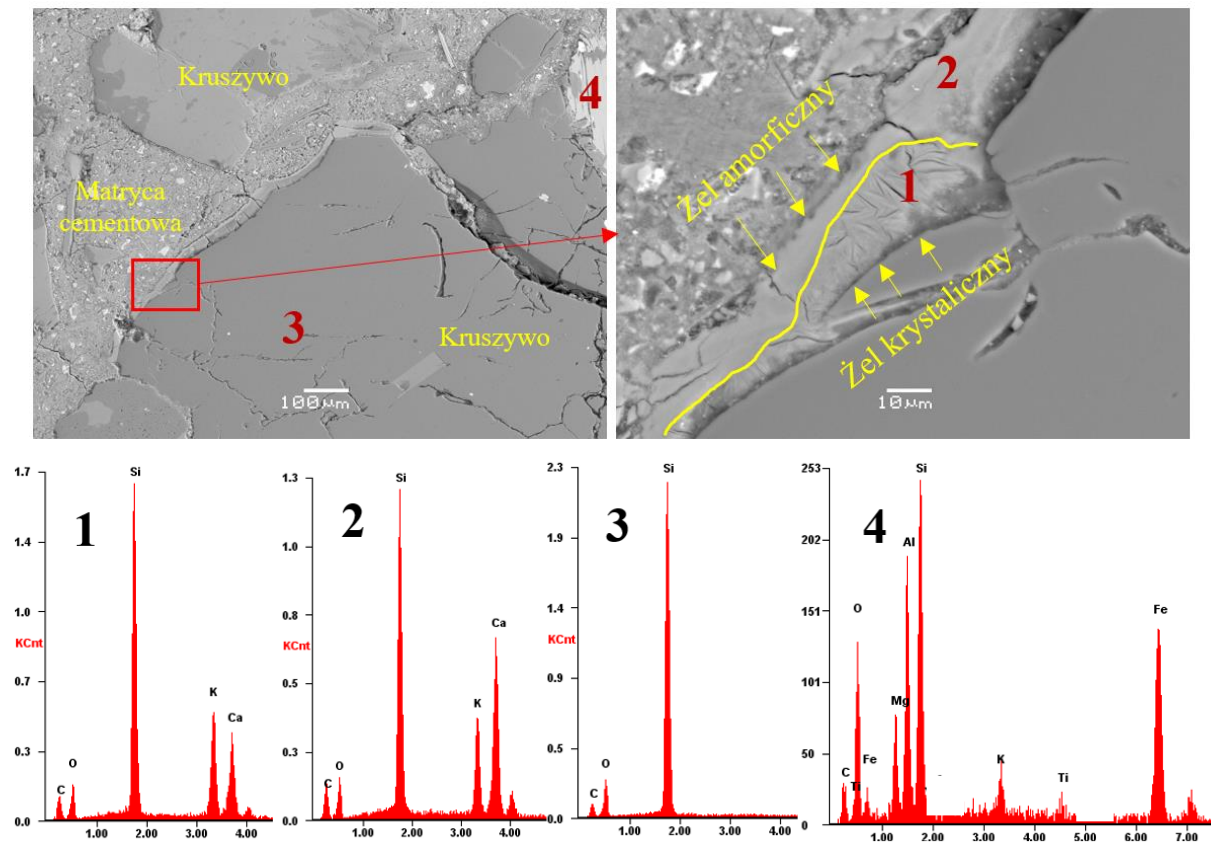 Kruszywo
4
Matryca
cementowa
3
Kruszywo
100μm
2
Żel amorficzny
1
Żel krystaliczny
10μm
1.7
Si
1
1.4
1.0
KCnt
0.7
K
Ca
0.3
O
C
0.0
1.00
2.00
3.00
4.00
1.3
Si
2
1.0
0.8
Ca
KCnt
0.5
K
0.3
O
C
0.0
1.00
2.00
3.00
4.00
2.3
Si
3
1.9
1.4
KCnt
0.9
0.5
O
C
0.0
1.00
2.00
3.00
4.00
253
Si
4
202
Al
151
O
Fe
101
Mg
50
Fe
K
C
Ti
Ti
0
1.00
2.00
3.00
4.00
5.00
6.00
7.00